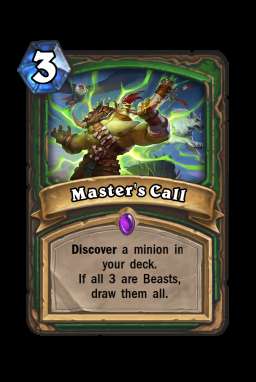 3
Master's Call
Discover a minion in
your deck.
If all 3 are Beasts,
draw them all.